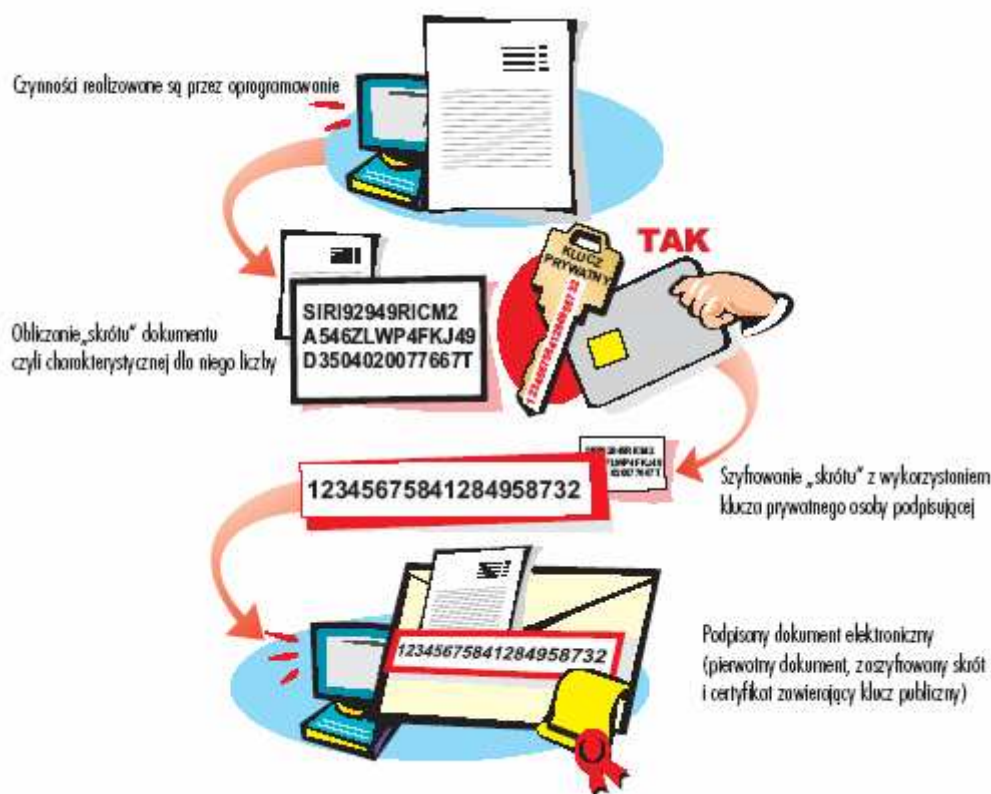 Czynności realizowane są przez oprogramowanie
TAK
KLUCZ
PRYWATNY
12345675841284958732
SIRI92949RICM2
A546ZLWP4FKJ49
D3504020077667T
Obliczanie „skrótu" dokumentu
czyli charakterystycznej dla niego lizby
12345675841284958732
Szyfrowanie „skrótu" z wykorzystaniem
klucza prywatnego osoby podpisującej
12345675841284958732
Podpisany dokument elektroniczny
(pierwotny dokument, zaszyfrowany skrót
i certyfikat zawierający klucz publiczny)